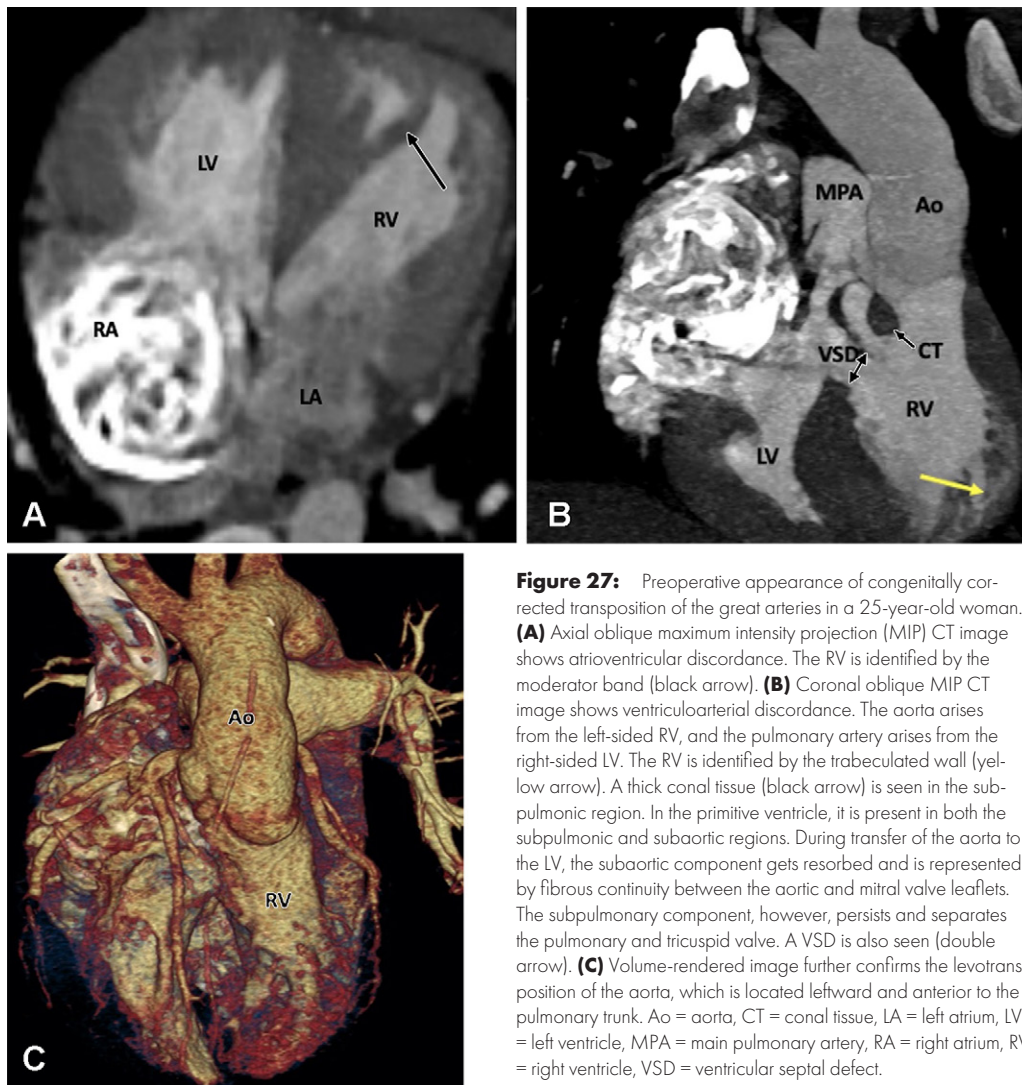 LV
RV
RA
LA
A
MPA
Ao
VSD
CT
RV
LV
B
Ao
RV
C
Figure 27: Preoperative appearance of congenitally cor-
rected transposition of the great arteries in a 25-year-old woman.
(A) Axial oblique maximum intensity projection (MIP) CT image
shows atrioventricular discordance. The RV is identified by the
moderator band (black arrow). (B) Coronal oblique MIP CT
image shows ventriculoarterial discordance. The aorta arises
from the left-sided RV, and the pulmonary artery arises from the
right-sided LV. The RV is identified by the trabeculated wall (yel-
low arrow). A thick conal tissue (black arrow) is seen in the sub-
pulmonic region. In the primitive ventricle, it is present in both the
subpulmonic and subaortic regions. During transfer of the aorta to
the LV, the subaortic component gets resorbed and is represented
by fibrous continuity between the aortic and mitral valve leaflets.
The subpulmonary component, however, persists and separates
the pulmonary and tricuspid valve. A VSD is also seen (double
arrow). (C) Volume-rendered image further confirms the levotrans
position of the aorta, which is located leftward and anterior to the
pulmonary trunk. Ao = aorta, CT = conal tissue, LA = left atrium, LV
= left ventricle, MPA = main pulmonary artery, RA = right atrium, RV
= right ventricle, VSD = ventricular septal defect.